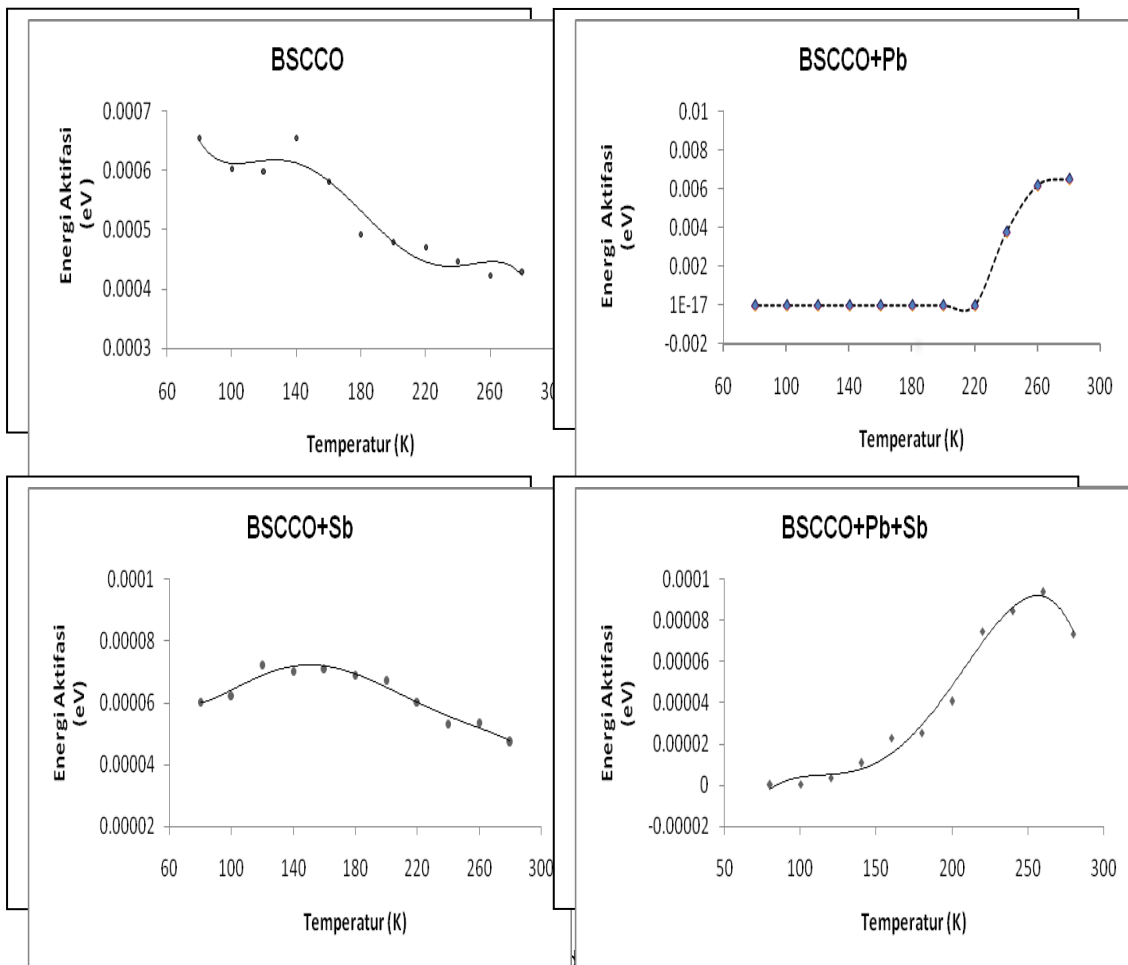 BSCCO
Energi Aktifasi
(eV )
0.0007
0.0006
0.0005
0.0004
0.0003
60 100 140 180 220 260
Temperatur (K)
BSCCO+Pb
Energi Aktifasi
(eV)
0.01
0.008
0.006
0.004
0.002
1E-17
-0.002
60 100 140 180 220 260 300
Temperatur (K)
BSCCO+Sb
Energi Aktifasi
(eV)
0.0001
0.00008
0.00006
0.00004
0.00002
60 100 140 180 220 260 300
Temperatur (K)
BSCCO+Pb+Sb
Energi Aktifasi
(eV)
0.0001
0.00008
0.00006
0.00004
0.00002
0
-0.00002
50 100 150 200 250 300
Temperatur (K)